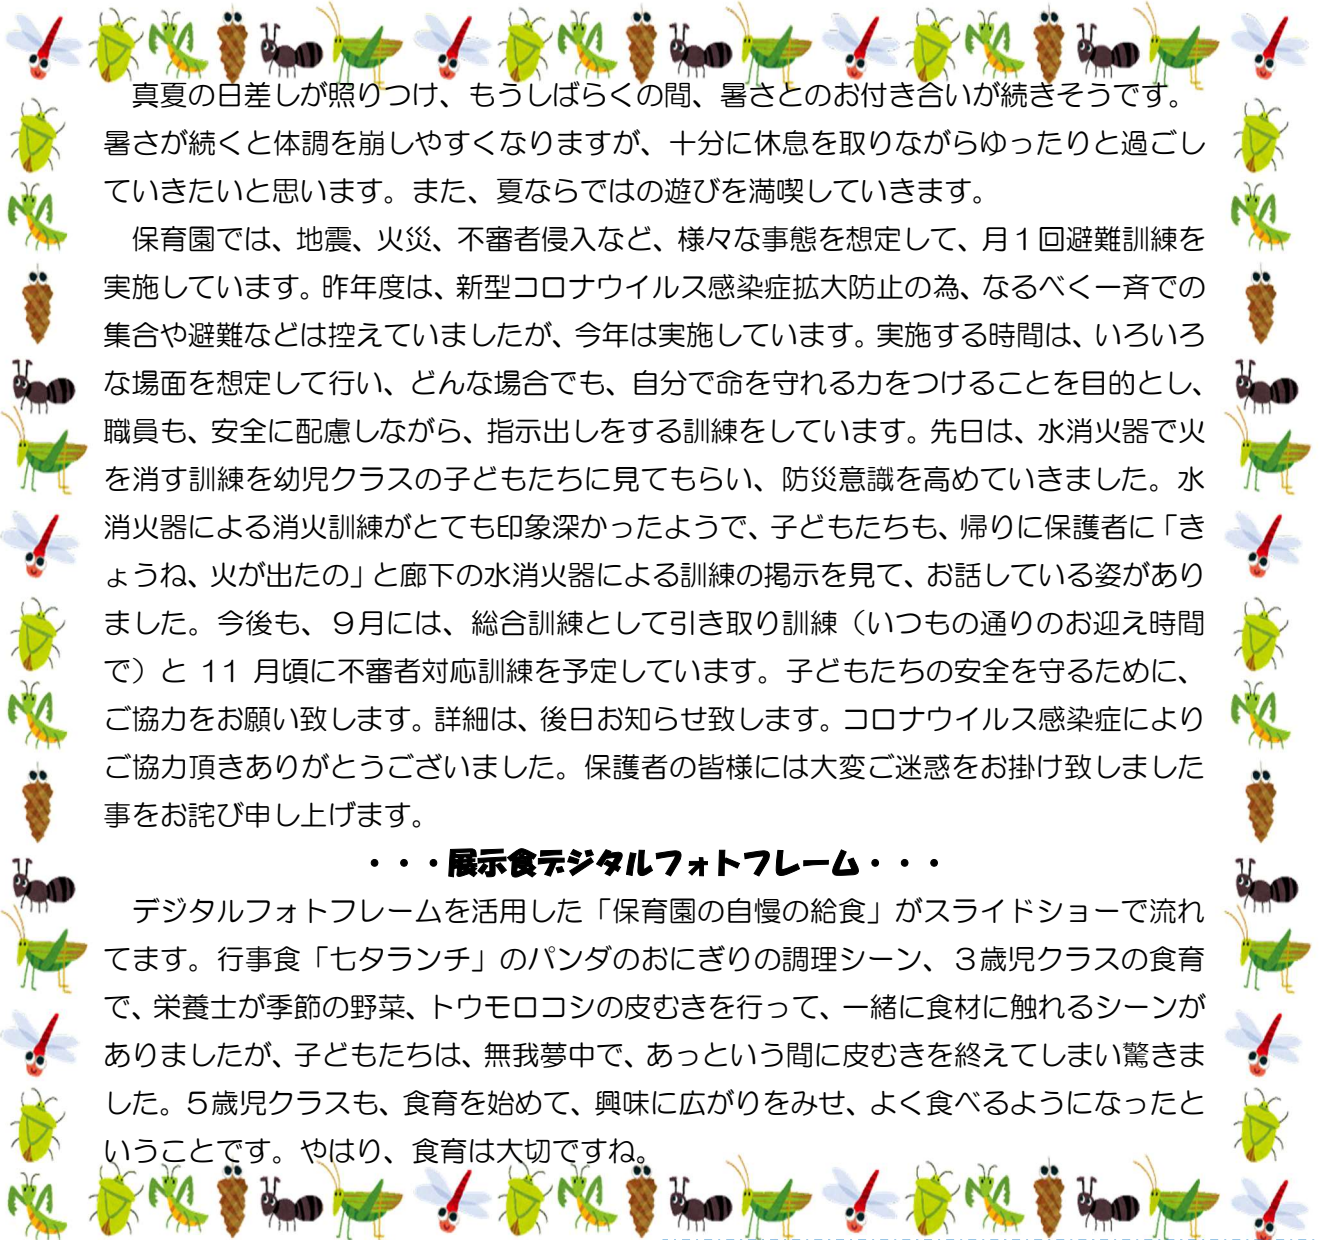 真夏の日差しが照りつけ、もうしばらくの間、暑さとのお付き合いが続きそうです。
暑さが続くと体調を崩しやすくなりますが、十分に休息を取りながらゆったりと過ごし
ていきたいと思います。また、夏ならではの遊びを満喫していきます。
保育園では、地震、火災、不審者侵入など、様々な事態を想定して、月１回避難訓練を
実施しています。昨年度は、新型コロナウイルス感染症拡大防止の為、なるべく一斉での
集合や避難などは控えていましたが、今年は実施しています。実施する時間は、いろいろ
な場面を想定して行い、どんな場合でも、自分で命を守れる力をつけることを目的とし、
職員も、安全に配慮しながら、指示出しをする訓練をしています。先日は、水消火器で火
を消す訓練を幼児クラスの子どもたちに見てもらい、防災意識を高めていきました。水
消火器による消火訓練がとても印象深かったようで、子どもたちも、帰りに保護者に「き
ょうね、火が出たの」と廊下の水消火器による訓練の掲示を見て、お話している姿があり
ました。今後も、９月には、総合訓練として引き取り訓練（いつもの通りのお迎え時間
で）と 11 月頃に不審者対応訓練を予定しています。子どもたちの安全を守るために、
ご協力をお願い致します。詳細は、後日お知らせ致します。コロナウイルス感染症により
ご協力頂きありがとうございました。保護者の皆様には大変ご迷惑をお掛け致しました
事をお詫び申し上げます。
・・・展示食デジタルフォトフレーム・・・
デジタルフォトフレームを活用した「保育園の自慢の給食」がスライドショーで流れ
てます。行事食「七夕ランチ」のパンダのおにぎりの調理シーン、３歳児クラスの食育
で、栄養士が季節の野菜、トウモロコシの皮むきを行って、一緒に食材に触れるシーンが
ありましたが、子どもたちは、無我夢中で、あっという間に皮むきを終えてしまい驚きま
した。５歳児クラスも、食育を始めて、興味に広がりをみせ、よく食べるようになったと
いうことです。やはり、食育は大切ですね。